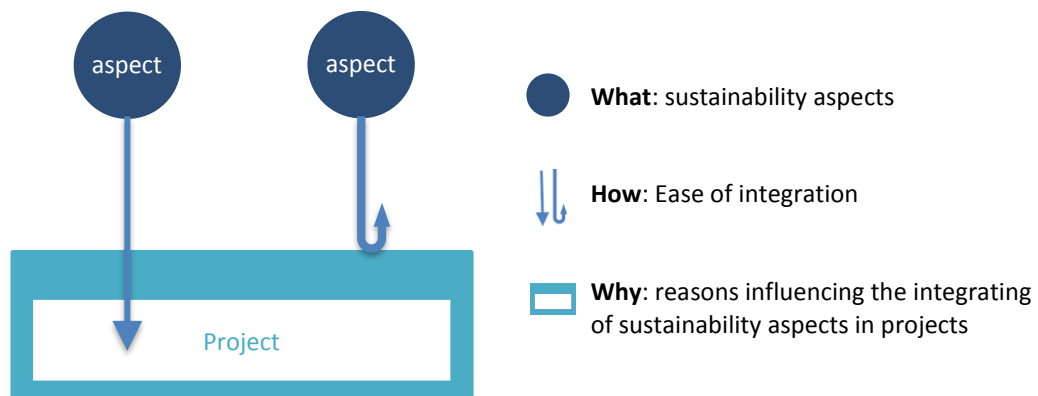 aspect
aspect
What: sustainability aspects
How: Ease of integration
Why: reasons influencing the integrating
of sustainability aspects in projects
Project